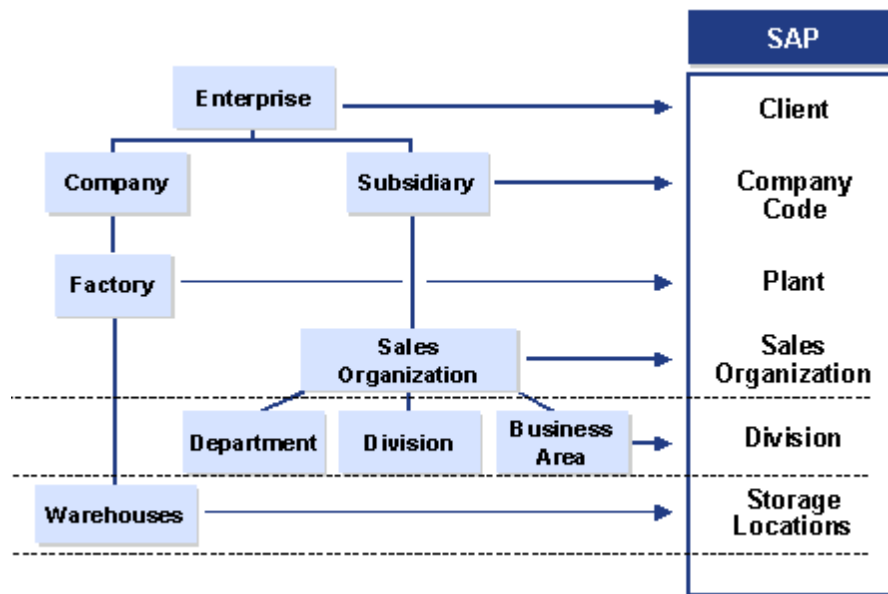 SAP
Enterprise
Client
Company
Subsidiary
Company
Code
Factory
Plant
Sales
Organization
Sales
Organization
Department
Division
Business
Area
Division
Warehouses
Storage
Locations